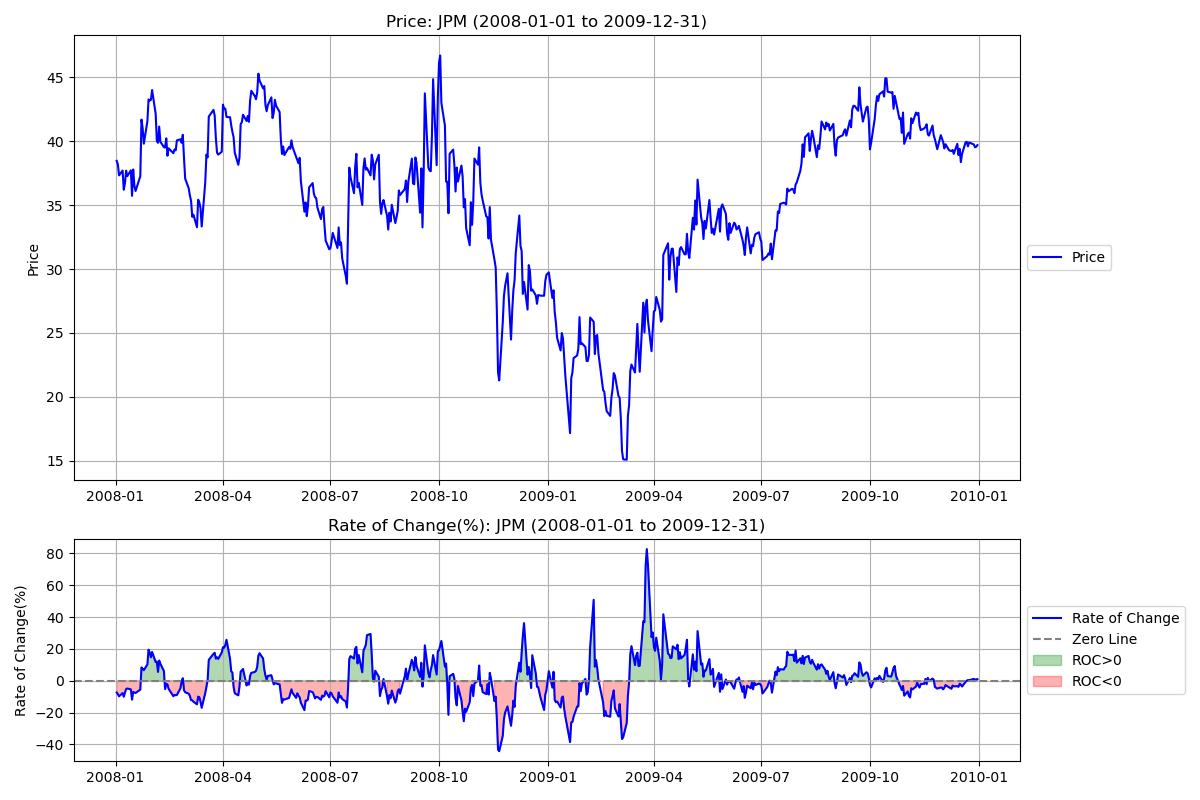 Price: JPM (2008-01-01 to 2009-12-31)
Price
45
40
35
30
25
20
15
2008-01 2008-04 2008-07 2008-10 2009-01 2009-04 2009-07 2009-10 2010-01
Price
Rate of Change(%): JPM (2008-01-01 to 2009-12-31)
Rate of Change(%)
80
60
40
20
0
−20
−40
2008-01 2008-04 2008-07 2008-10 2009-01 2009-04 2009-07 2009-10 2010-01
Rate of Change
Zero Line
ROC>0
ROC<0